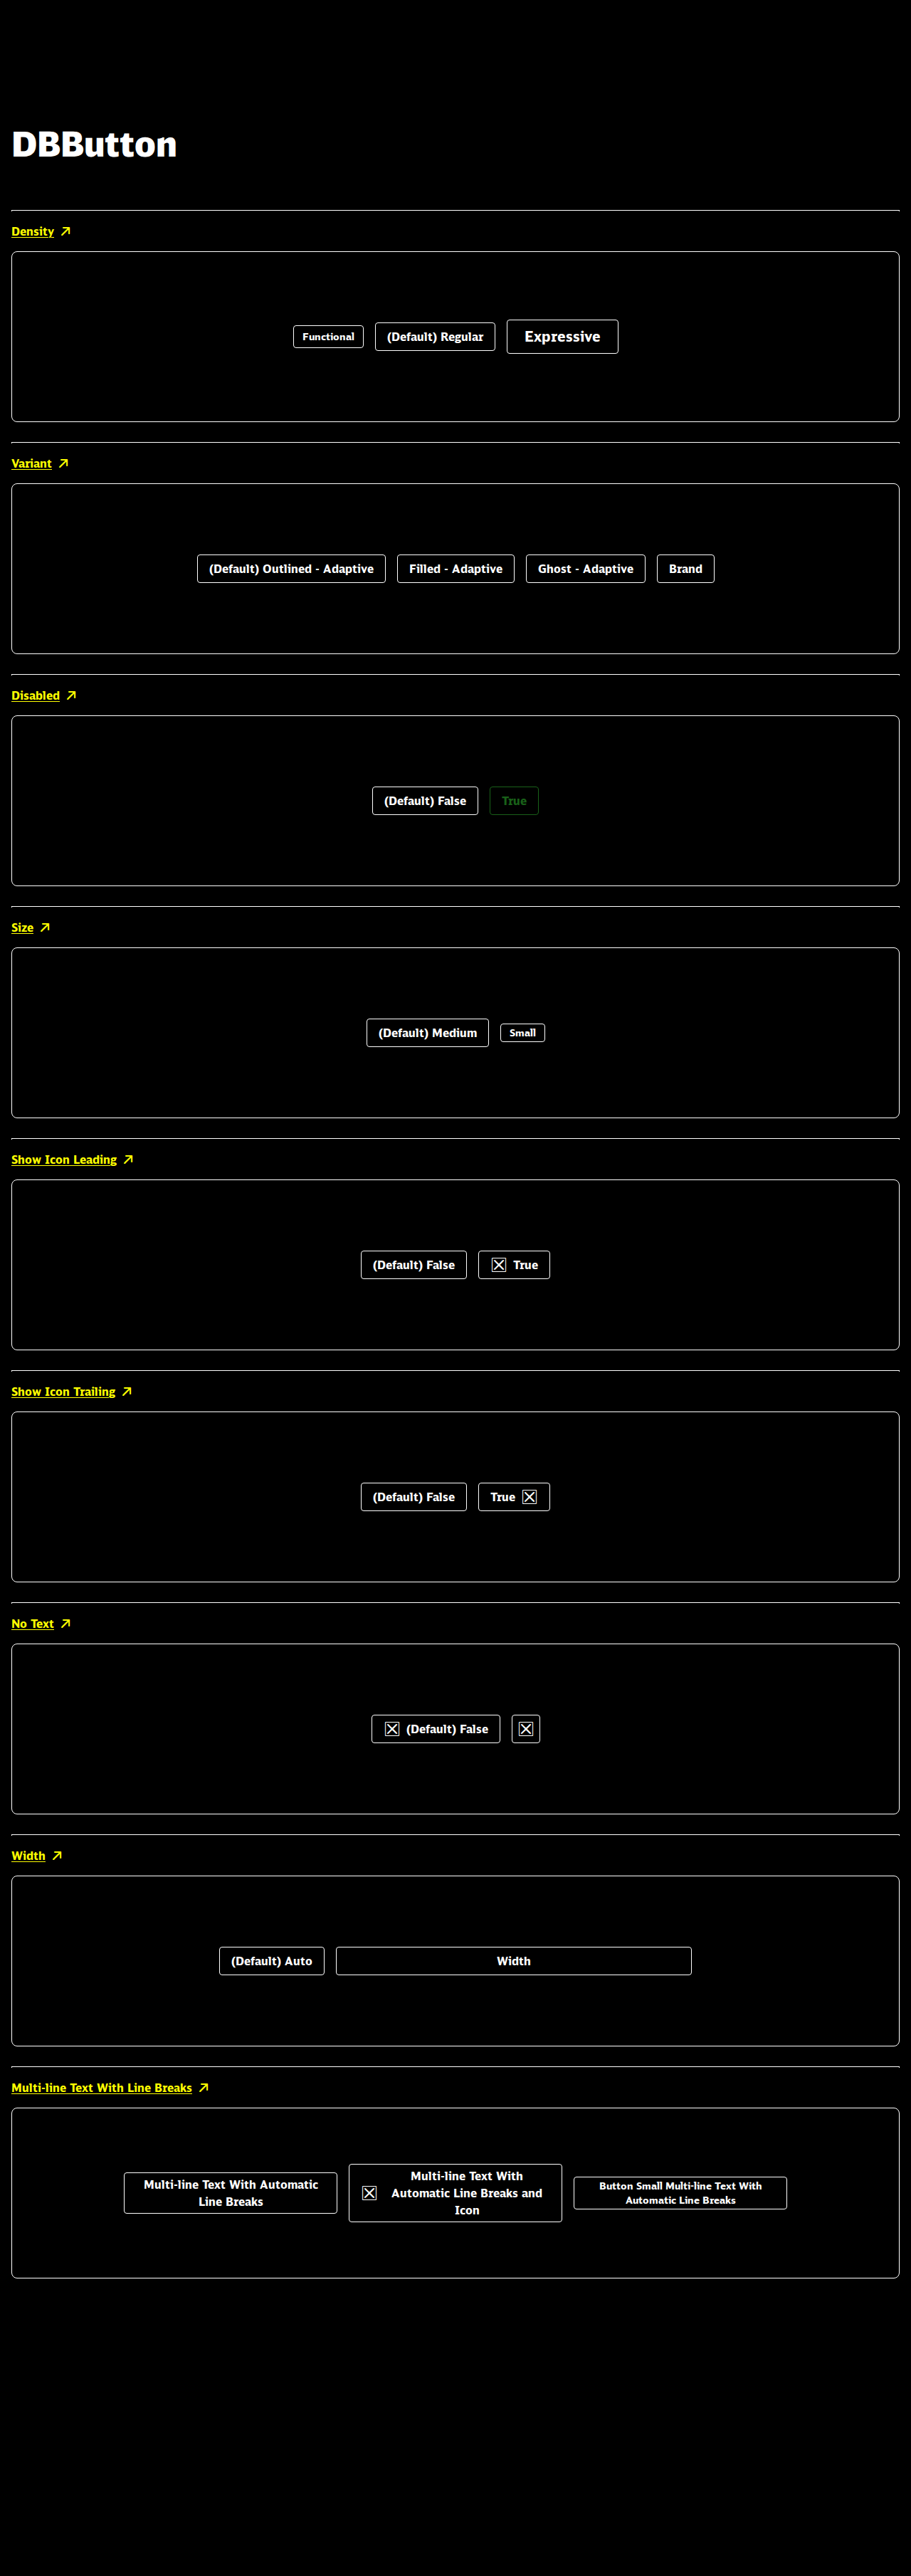 DBButton
Density
Functional
(Default) Regular
Expressive
Variant
(Default) Outlined - Adaptive
Filled - Adaptive
Ghost - Adaptive
Brand
Disabled
(Default) False
True
Size
(Default) Medium
Small
Show Icon Leading
(Default) False
True
Show Icon Trailing
(Default) False
True
No Text
(Default) False
Width
(Default) Auto
Width
Multi-line Text With Line Breaks
Multi-line Text With Automatic
Line Breaks
Multi-line Text With
Automatic Line Breaks and
Icon
Button Small Multi-line Text With
Automatic Line Breaks